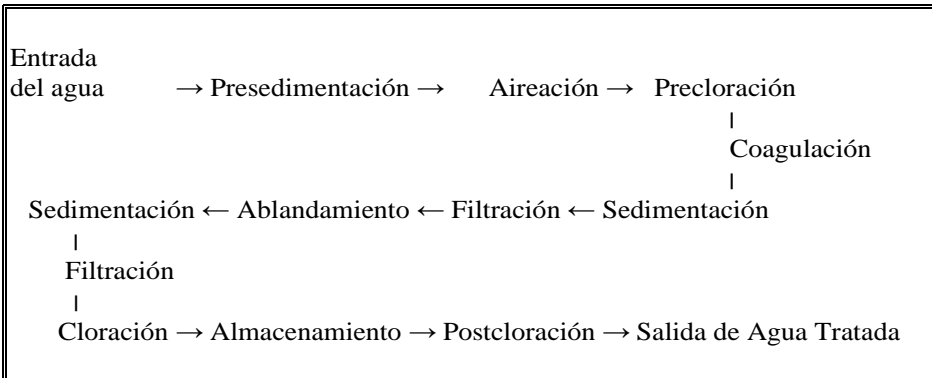 Entrada
del agua → Presedimentación → Aireación → Precloración
|
Coagulación
|
Sedimentación ← Ablandamiento ← Filtración ← Sedimentación
|
Filtración
|
Cloración → Almacenamiento → Postcloración → Salida de Agua Tratada